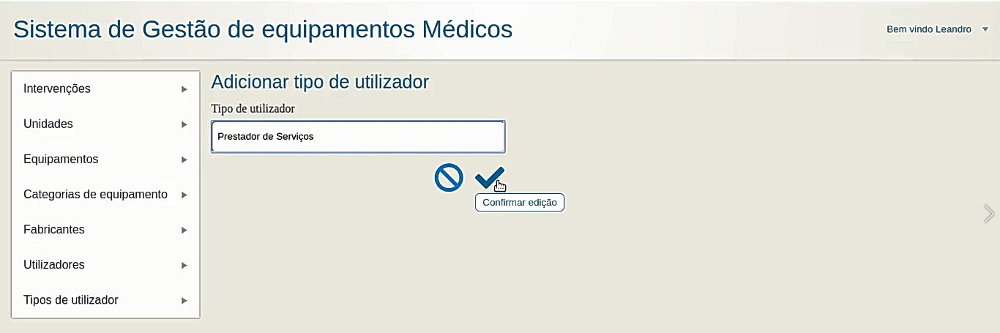 Sistema de Gestão de equipamentos Médicos
Bem vindo Leandro
Intervenções
Unidades
Equipamentos
Categorias de equipamento
Fabricantes
Utilizadores
Tipos de utilizador
Adicionar tipo de utilizador
Tipo de utilizador
Prestador de Serviços
Confirmar edição